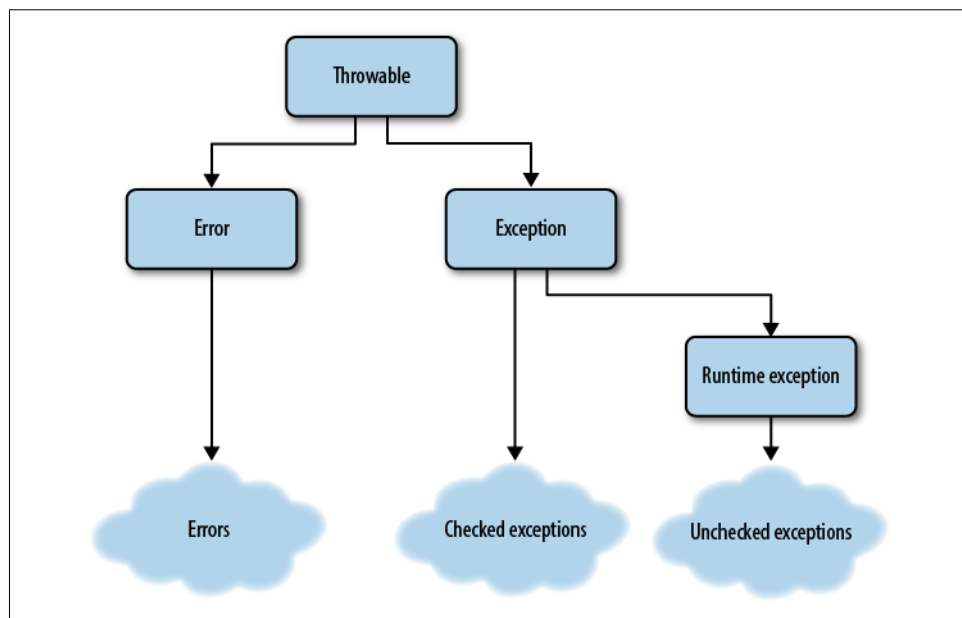 Throwable
Error
Exception
Runtime exception
Errors
Checked exceptions
Unchecked exceptions